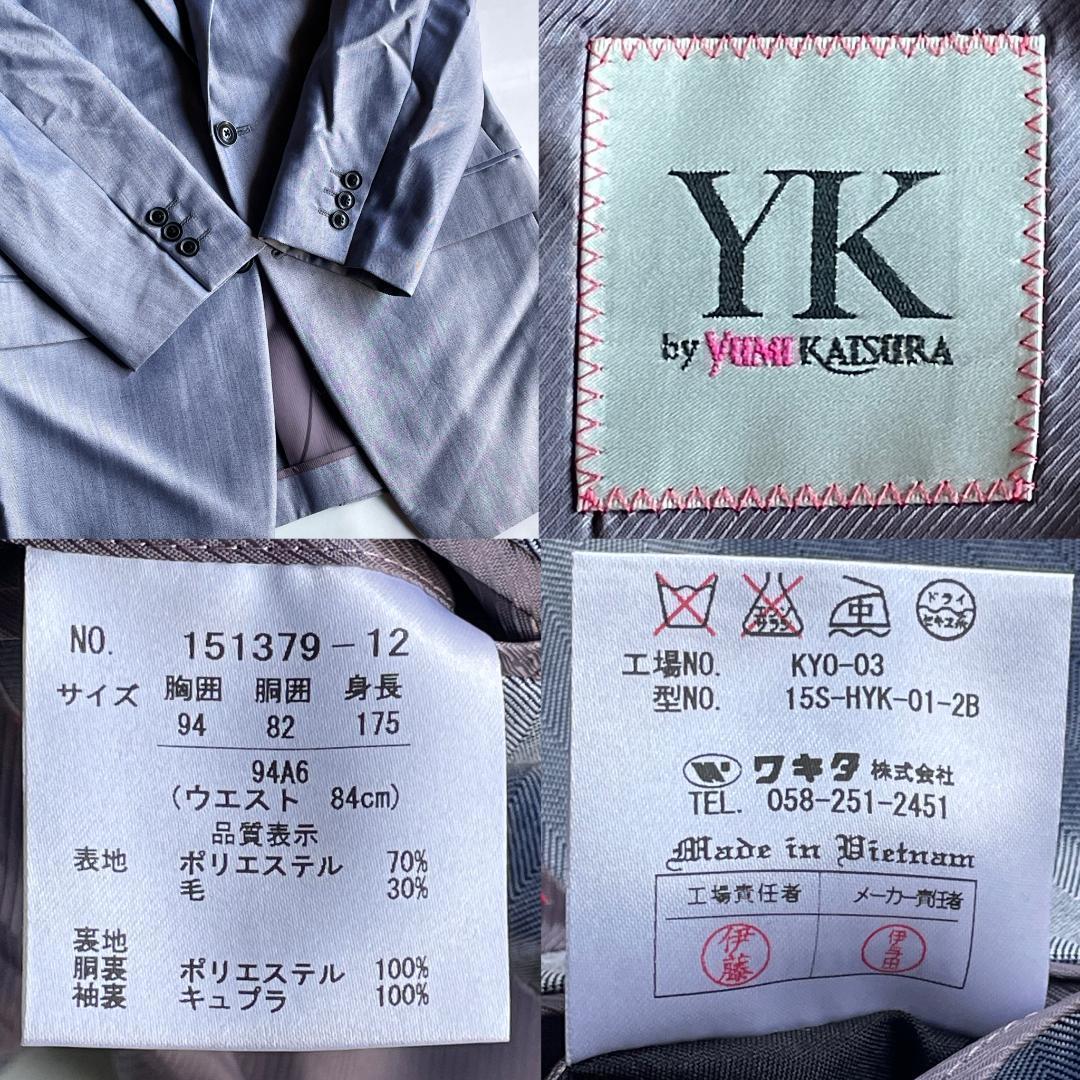 YK
by YUMI KATSURA
NO. 151379-12
サイズ 胸囲 胴囲 身長
94 82 175
94A6
(ウエスト 84cm)
品質表示
表地 ポリエステル 70%
毛 30%
裏地
胴裏 ポリエステル 100%
袖裏 キュプラ 100%
エンソ サラシ 中 ドライ セキユ系
工場NO. KYO-03
型NO. 15S-HYK-01-2B
W ワキタ 株式会社
TEL. 058-251-2451
Made in Vietnam
工場責任者 メーカー責任者
伊藤 伊与田